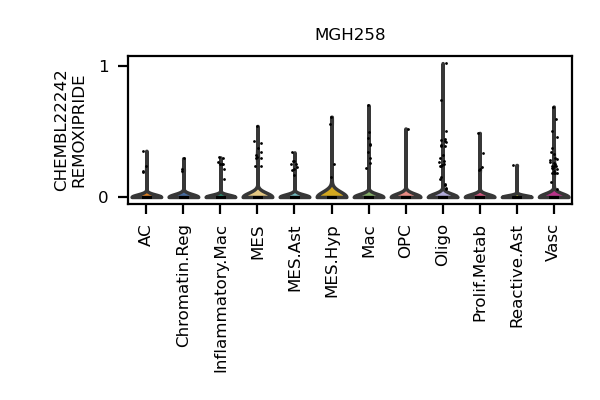 MGH258
CHEMBL22242
REMOXIPRIDE
1
0
AC
Chromatin.Reg
Inflammatory.Mac
MES
MES.Ast
MES.Hyp
Mac
OPC
Oligo
Prolif.Metab
Reactive.Ast
Vasc